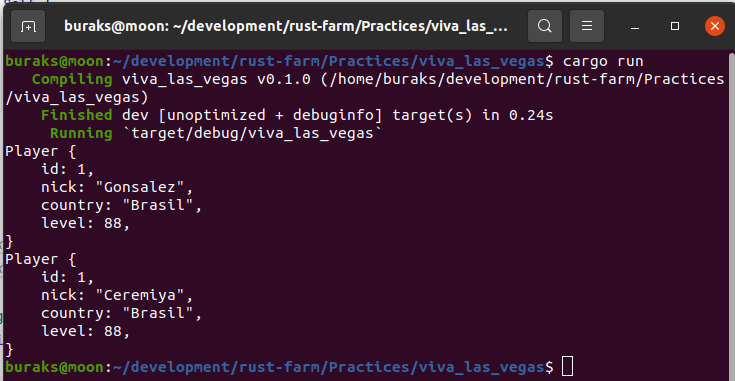 buraks@moon: ~/development/rust-farm/Practices/viva_las_v...
buraks@moon:~/development/rust-farm/Practices/viva_las_vegas$ cargo run
   Compiling viva_las_vegas v0.1.0 (/home/buraks/development/rust-farm/Practices
/viva_las_vegas)
    Finished dev [unoptimized + debuginfo] target(s) in 0.24s
     Running `target/debug/viva_las_vegas`
Player {
    id: 1,
    nick: "Gonsalez",
    country: "Brasil",
    level: 88,
}
Player {
    id: 1,
    nick: "Ceremiya",
    country: "Brasil",
    level: 88,
}
buraks@moon:~/development/rust-farm/Practices/viva_las_vegas$